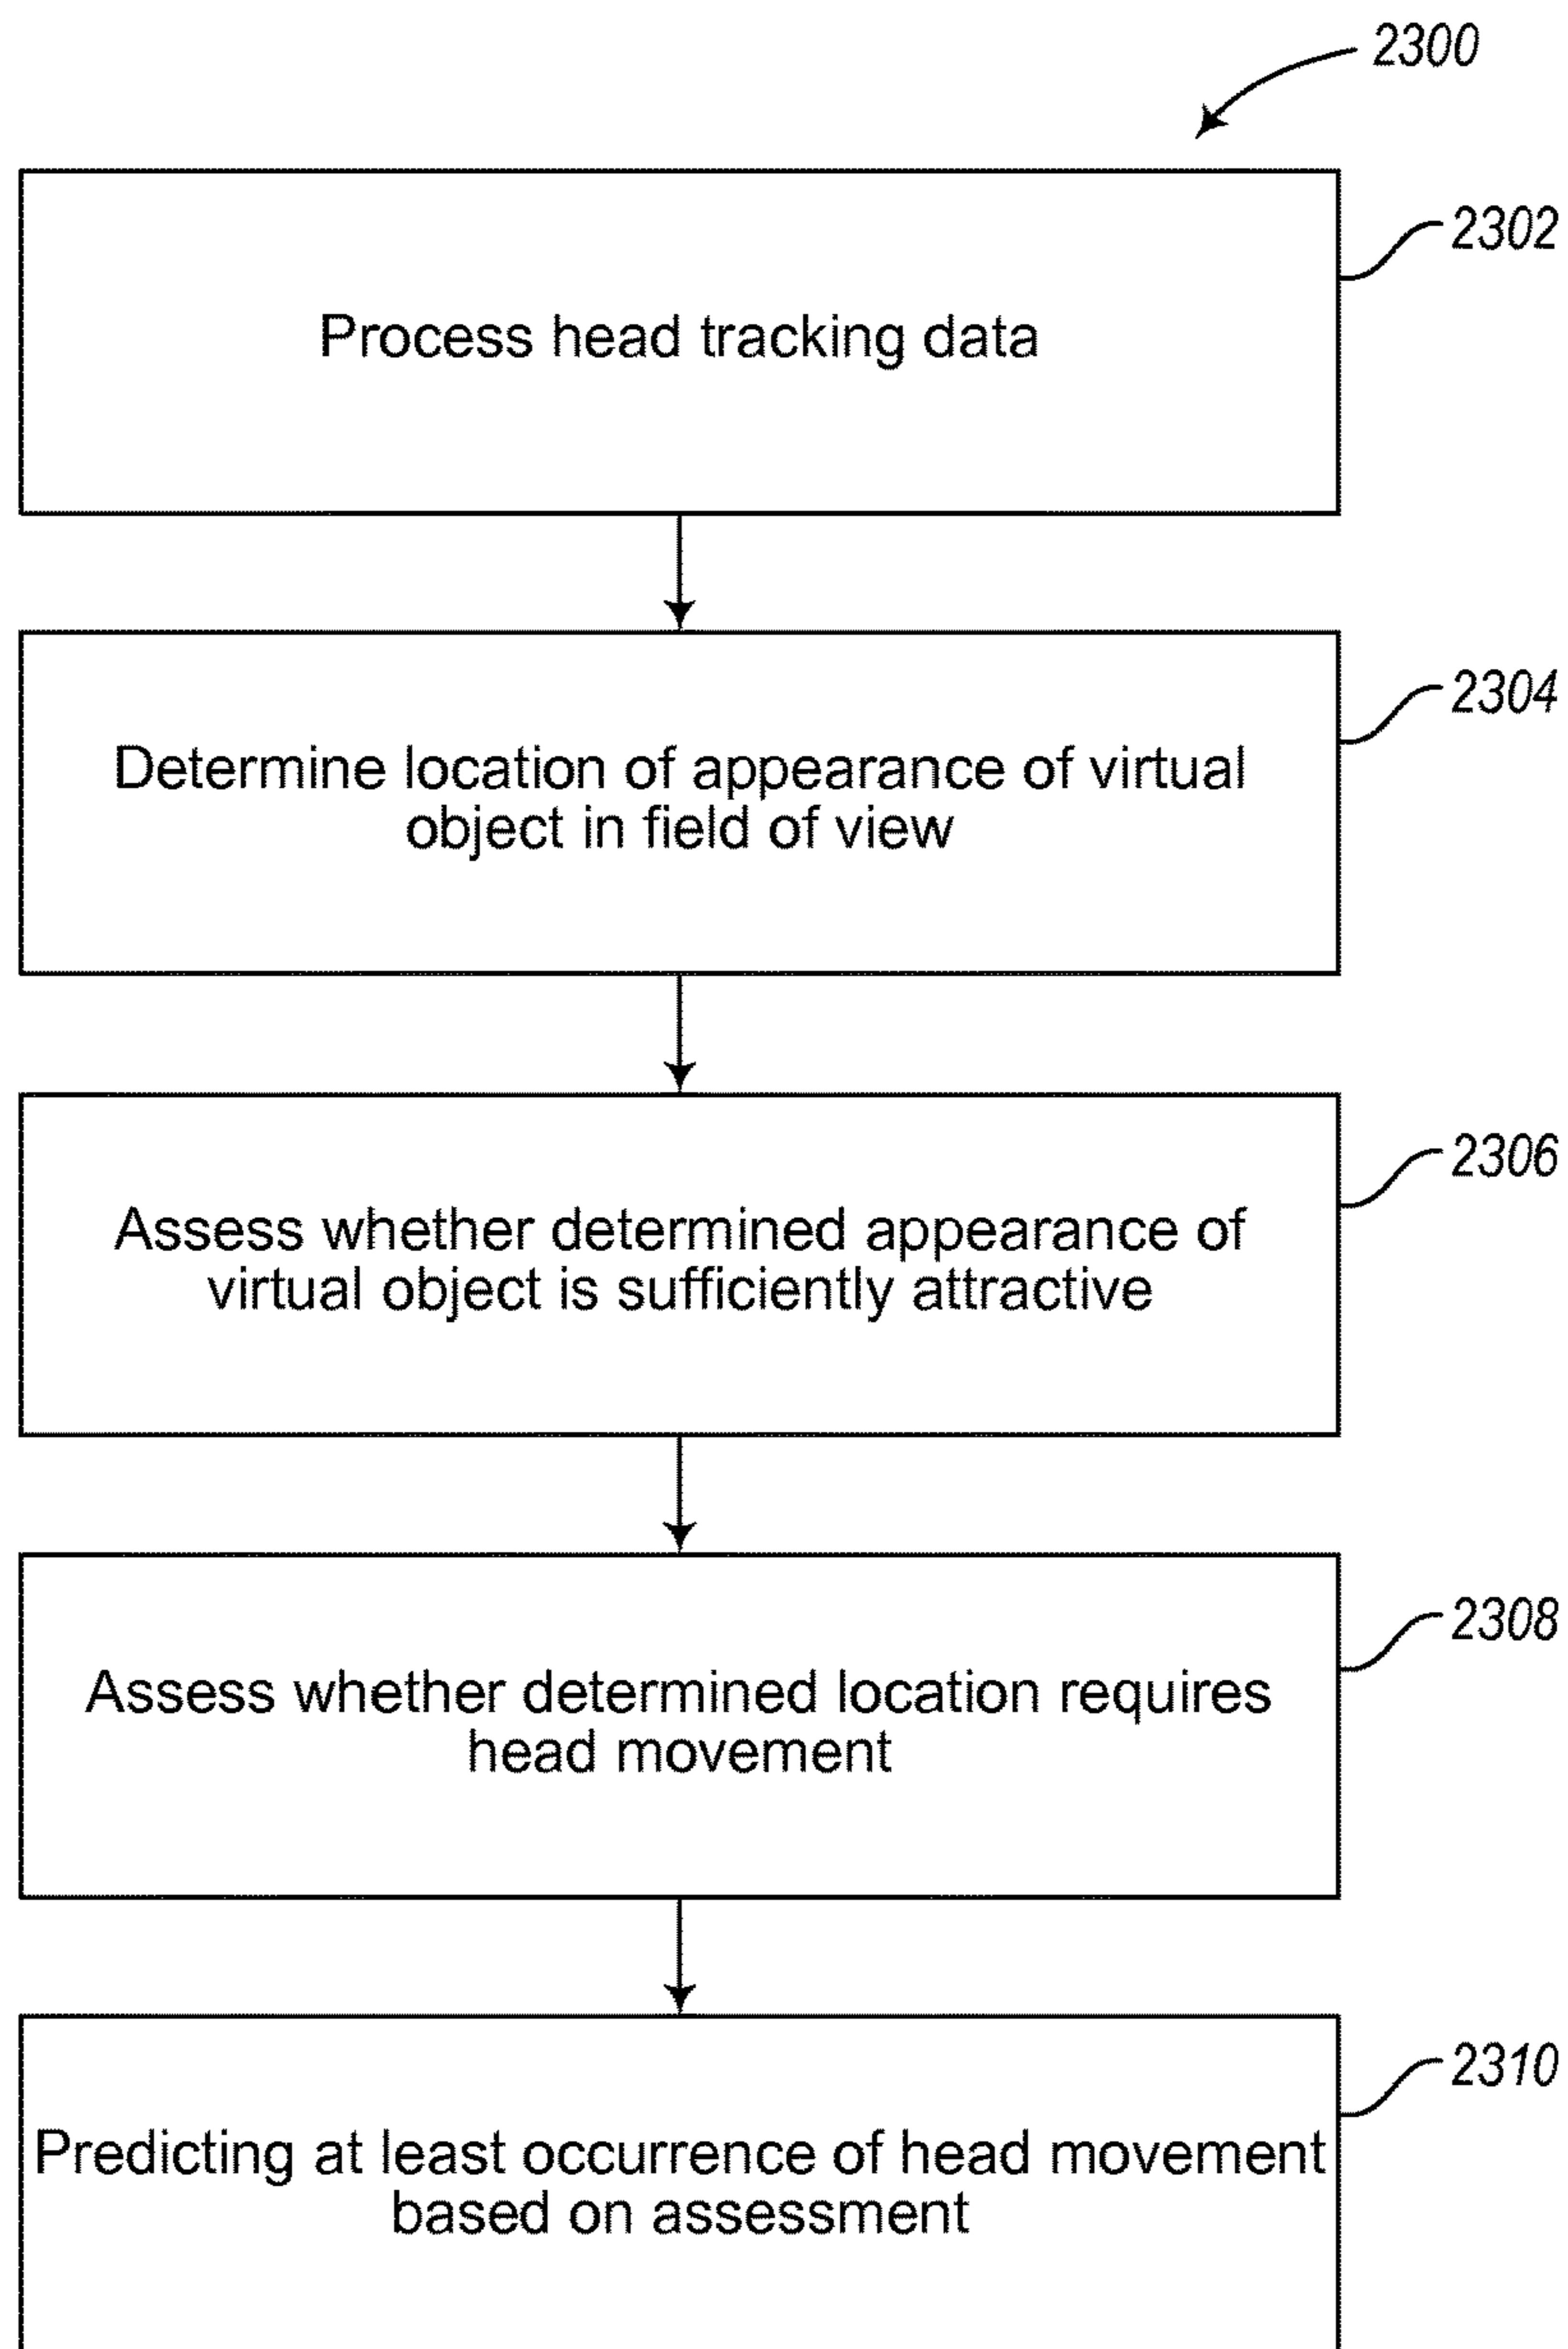 2300
2302
Process head tracking data
2304
Determine location of appearance of virtual
object in field of view
2306
Assess whether determined appearance of
virtual object is sufficiently attractive
2308
Assess whether determined location requires
head movement
2310
Predicting at least occurrence of head movement
based on assessment